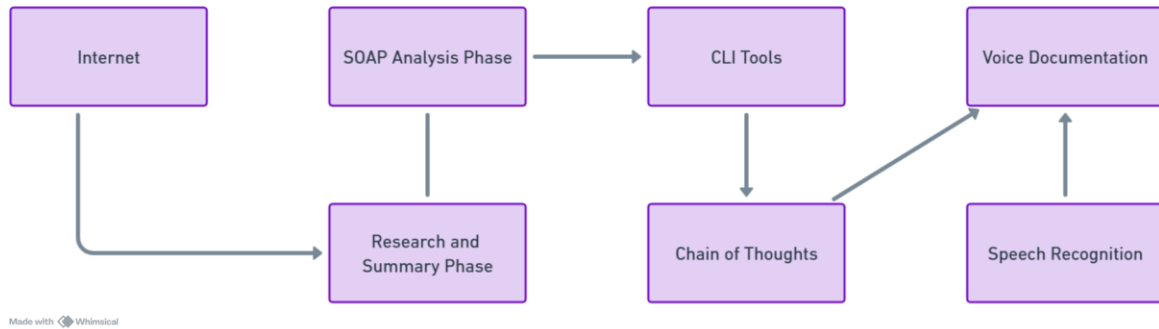 Internet
SOAP Analysis Phase
CLI Tools
Voice Documentation
Research and
Summary Phase
Chain of Thoughts
Speech Recognition
Made with Whimsical